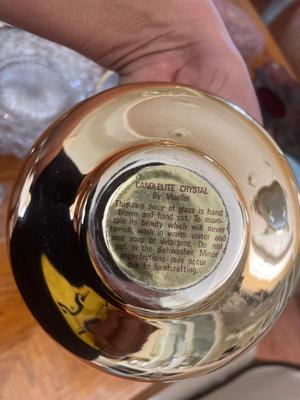 CANDLELITE CRYSTAL
By Mueller
This rare piece of glass is hand
blown and hand cut. To main-
tain its beauty which will never
tarnish, wash in warm water and
mild soap or detergent. Do not
put in the dishwasher. Minor
imperfections may occur
due to handcrafting.